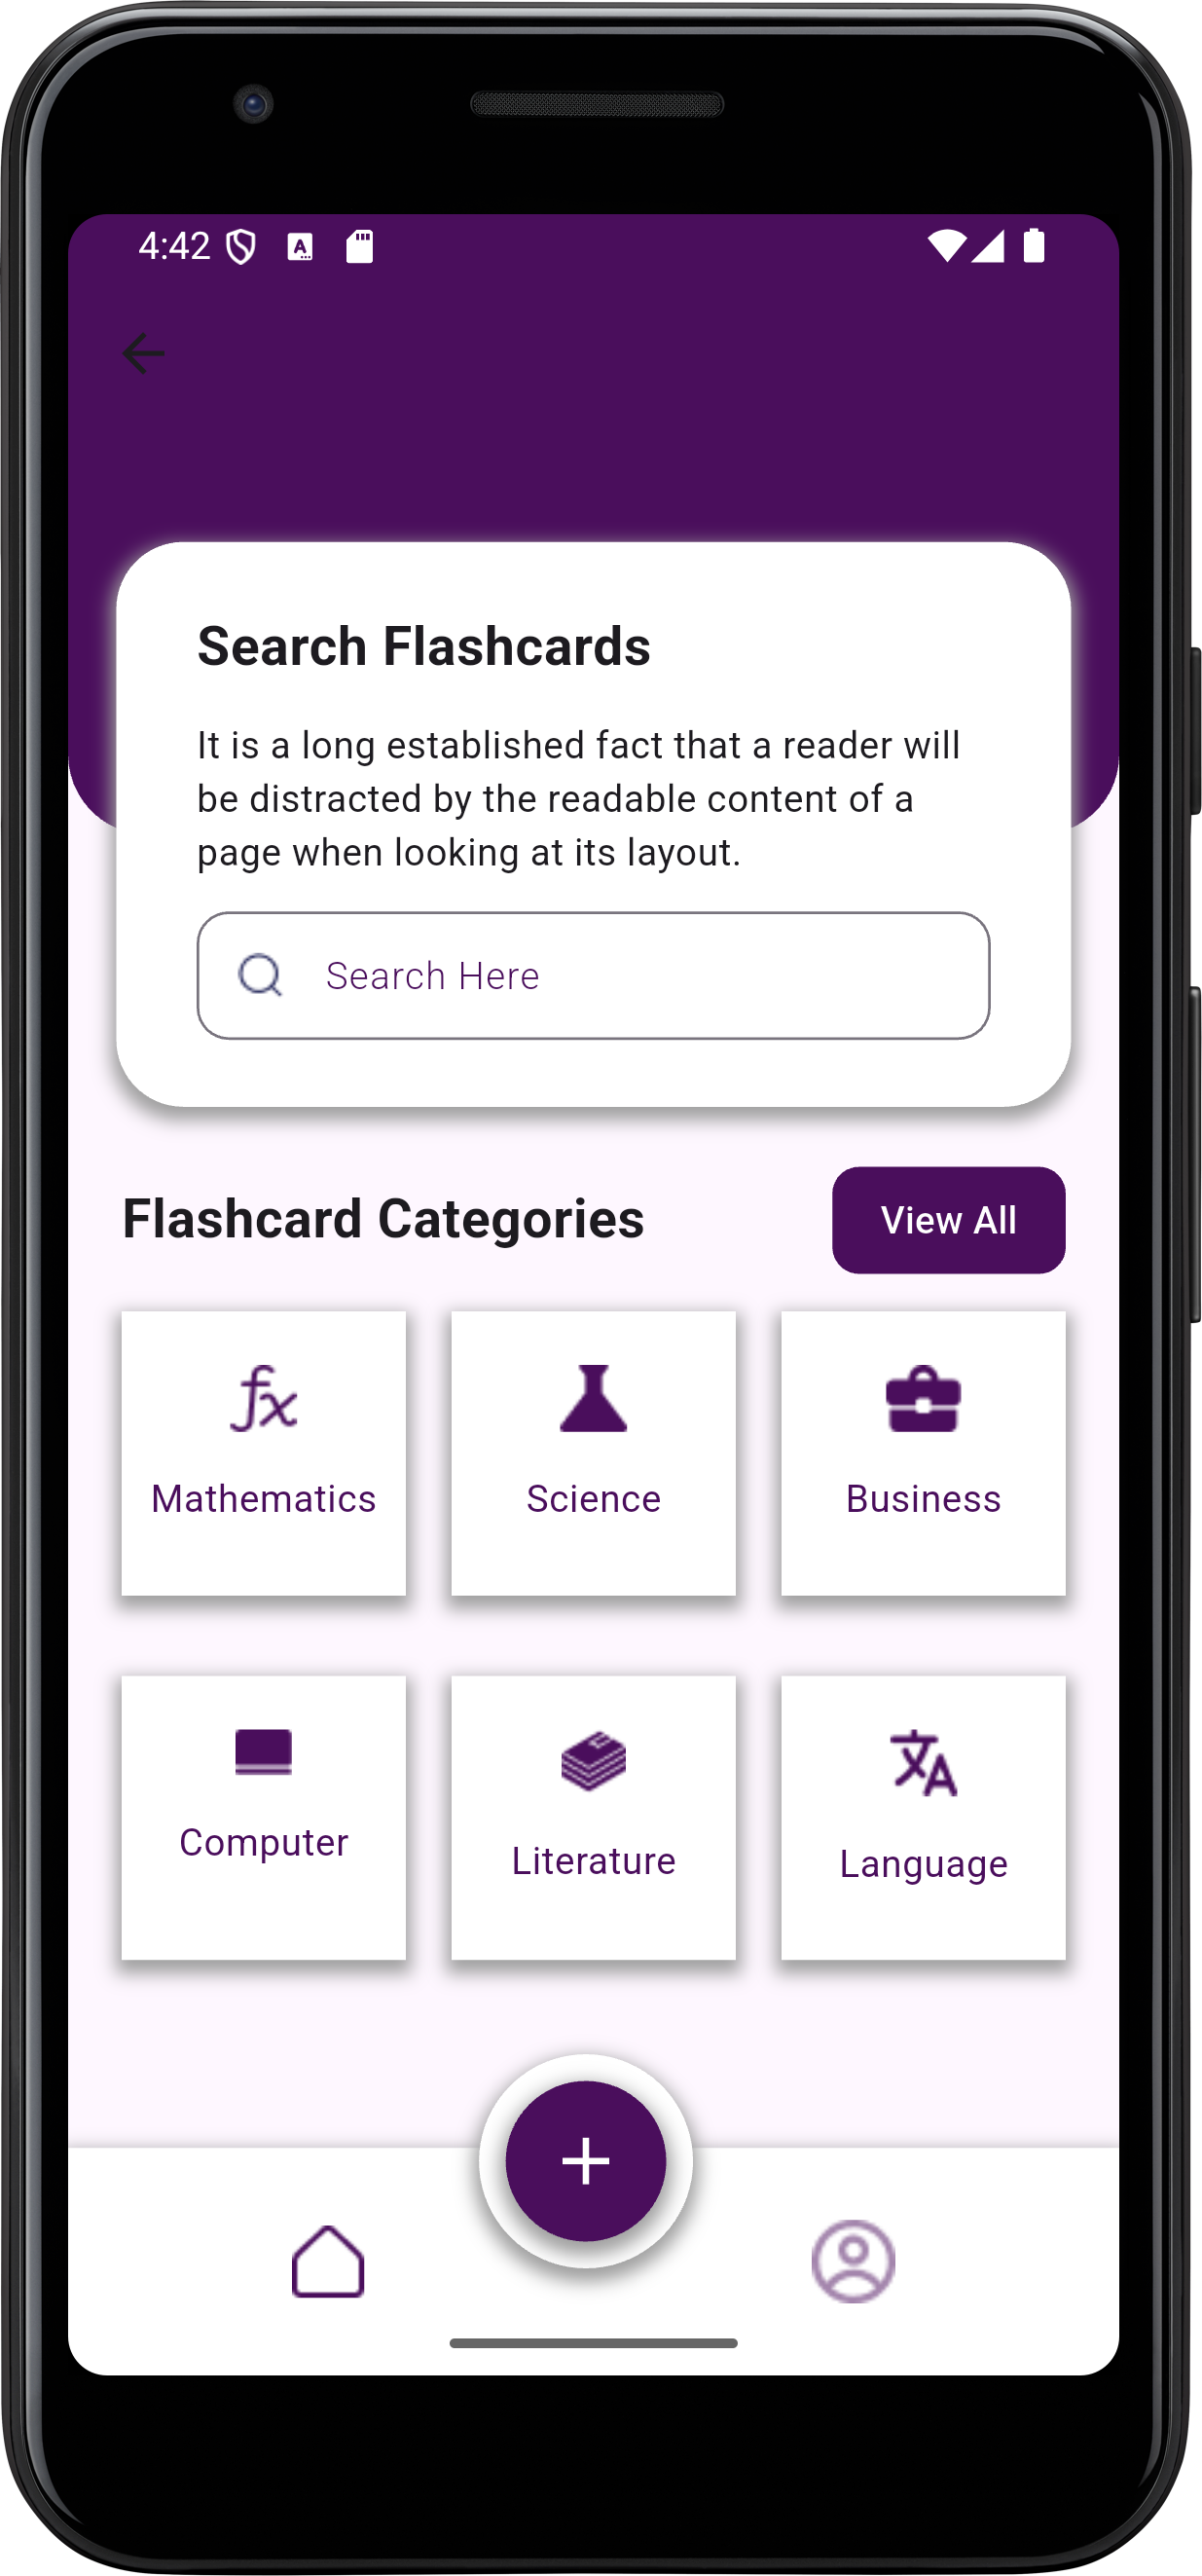 4:42
Search Flashcards
It is a long established fact that a reader will
be distracted by the readable content of a
page when looking at its layout.
Search Here
Flashcard Categories
View All
Mathematics
Science
Business
Computer
Literature
Language